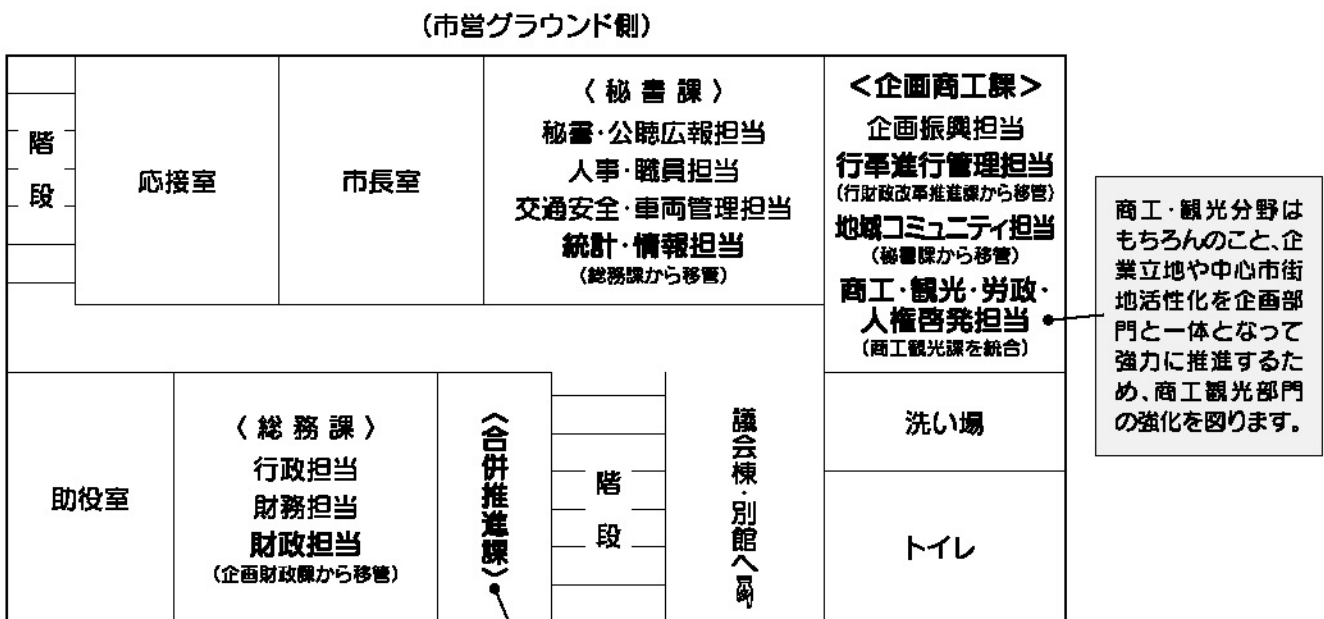 (市営グラウンド側)
階
段
応接室
市長室
〈秘書課〉
秘書・公聴広報担当
人事・職員担当
交通安全・車両管理担当
統計・情報担当
(総務課から移管)
<企画商工課>
企画振興担当
行革進行管理担当
(行財政改革推進課から移管)
地域コミュニティ担当
(秘書課から移管)
商工・観光・労政・
人権啓発担当
(商工観光課を統合)
商工・観光分野は
もちろんのこと、企
業立地や中心市街
地活性化を企画部
門と一体となって
強力に推進するた
め、商工観光部門
の強化を図ります。
助役室
〈総務課〉
行政担当
財務担当
財政担当
(企画財政課から移管)
〈合併推進課〉
階
段
議会棟・別館へ
洗い場
トイレ